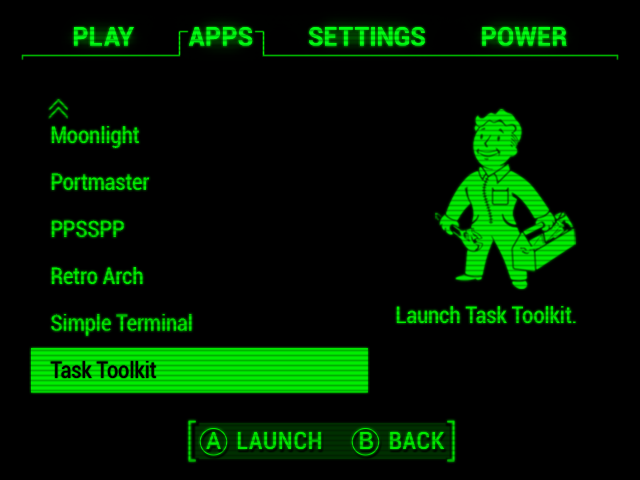 PLAY APPS SETTINGS POWER
Moonlight
Portmaster
PPSSPP
Retro Arch
Simple Terminal
Task Toolkit
Launch Task Toolkit.
A LAUNCH B BACK